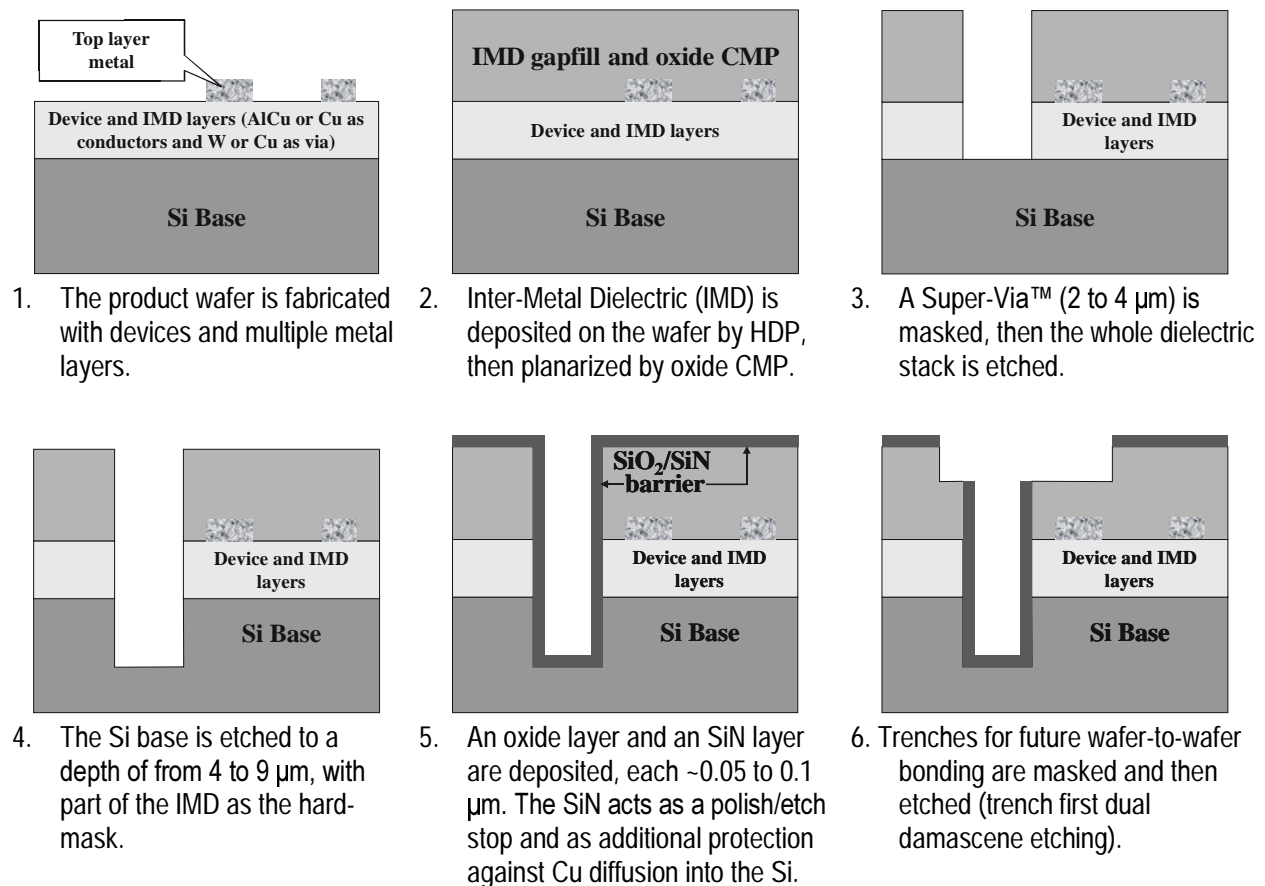 Top layer
metal
Device and IMD layers (AlCu or Cu as
conductors and W or Cu as via)
Si Base
1. The product wafer is fabricated
with devices and multiple metal
layers.
IMD gapfill and oxide CMP
Device and IMD layers
Si Base
2. Inter-Metal Dielectric (IMD) is
deposited on the wafer by HDP,
then planarized by oxide CMP.
Device and IMD
layers
Si Base
3. A Super-Via™ (2 to 4 µm) is
masked, then the whole dielectric
stack is etched.
Device and IMD
layers
Si Base
4. The Si base is etched to a
depth of from 4 to 9 µm, with
part of the IMD as the hard-
mask.
SiO₂/SiN
barrier
Device and IMD
layers
Si Base
5. An oxide layer and an SiN layer
are deposited, each ~0.05 to 0.1
µm. The SiN acts as a polish/etch
stop and as additional protection
against Cu diffusion into the Si.
Device and IMD
layers
Si Base
6. Trenches for future wafer-to-wafer
bonding are masked and then
etched (trench first dual
damascene etching).